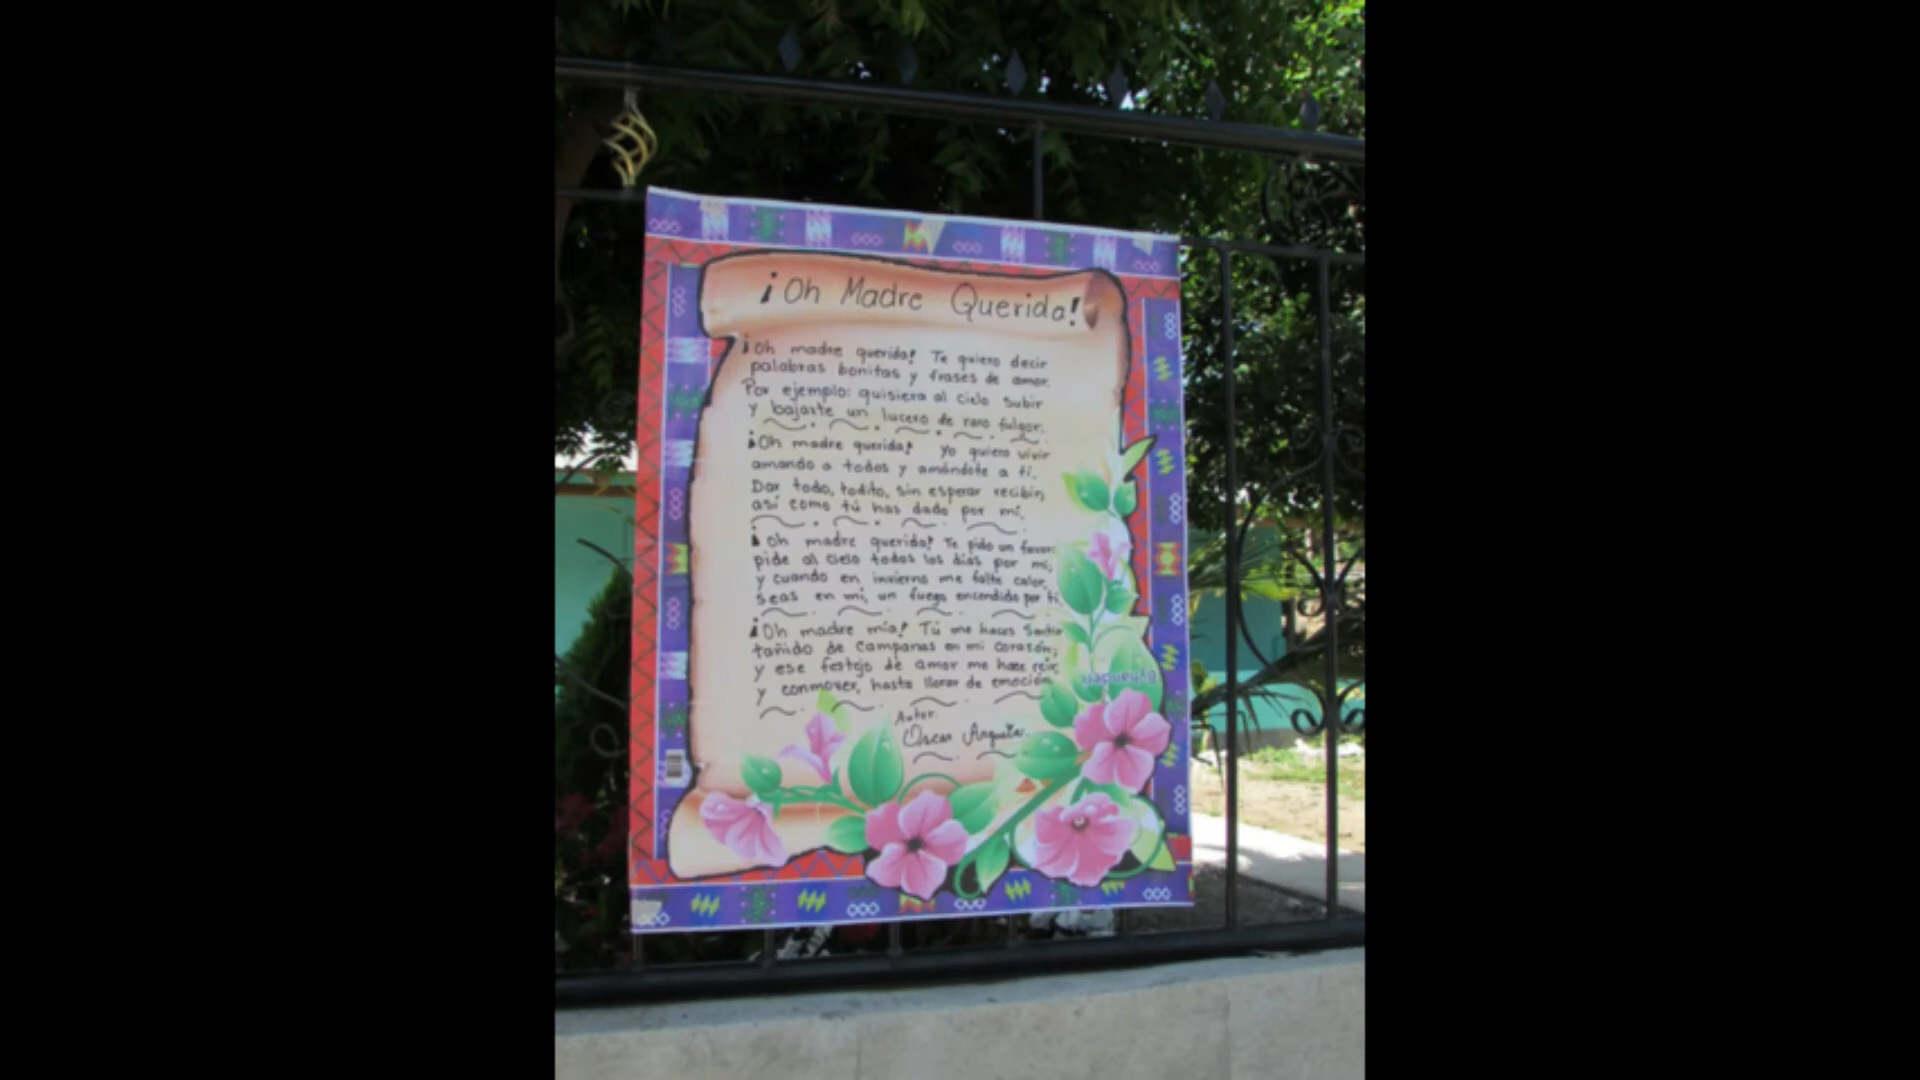 ¡Oh Madre Querida!
¡Oh madre querida! Te quiero decir
palabras bonitas y frases de amor.
Por ejemplo: quisiera al cielo subir
y bajarte un lucero de raro fulgor.
¡Oh madre querida! Yo quiero vivir
amando a todos y amándote a tí.
Dar todo, todito, sin esperar recibir,
así como tú has dado por mí.
¡Oh madre querida! Te pido un favor:
pide al cielo todos los días por mí;
y cuando en invierno me falte calor,
seas en mí, un fuego encendido por tí.
¡Oh madre mía! Tú me haces sentir
tañido de campanas en mi corazón;
y ese festejo de amor me hace reír,
y conmover, hasta llorar de emoción.
Autor:
Oscar